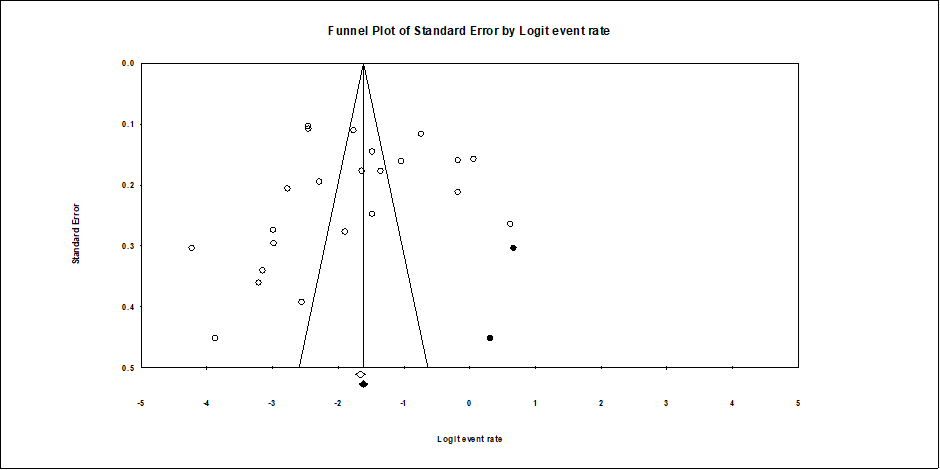 Funnel Plot of Standard Error by Logit event rate
0.0
0.1
0.2
0.3
0.4
0.5
Standard Error
-5 -4 -3 -2 -1 0 1 2 3 4 5
Logit event rate